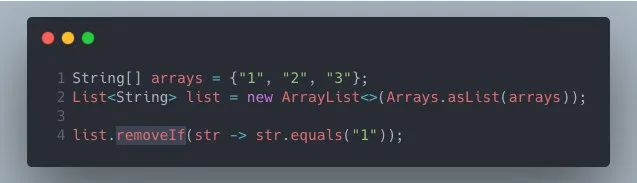 1 String[] arrays = {"1", "2", "3"};
2 List<String> list = new ArrayList<>(Arrays.asList(arrays));
3
4 list.removeIf(str -> str.equals("1"));